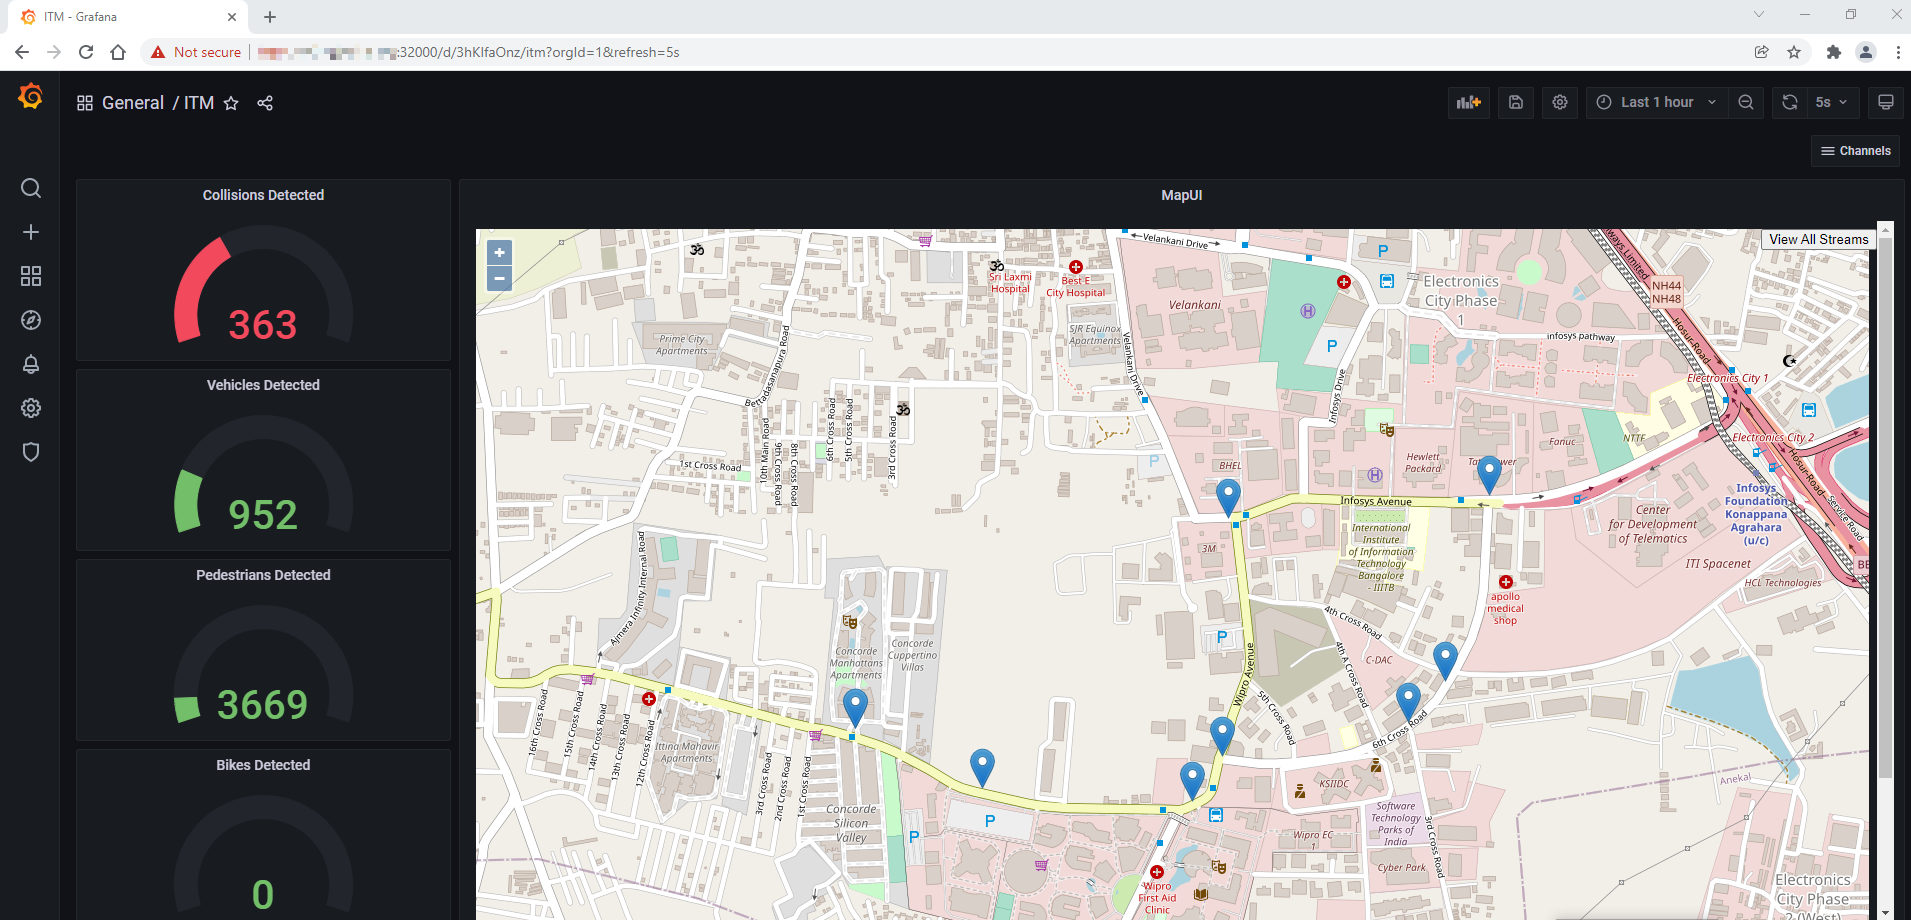 ITM - Grafana
Not secure
:32000/d/3hKlfaOnz/itm?orgId=1&refresh=5s
General / ITM
Last 1 hour
5s
Channels
Collisions Detected
363
Vehicles Detected
952
Pedestrians Detected
3669
Bikes Detected
0
MapUI
+
−
View All Streams
Velankani Drive
Sri Laxmi
Hospital
Best E
City Hospital
Velankani
Electronics
City Phase
1
NH44
NH48
Hosur-Road
SJR Equinox
Apartments
Prime City
Apartments
Bettadasanapura Road
Velankani Drive
infosys pathway
Infosys Drive
Electronics City 1
Electronics City 2
Hosur-Road
Service Road
6th Cross Road
5th Cross Road
3rd Cross Road
10th Main Road
9th Cross Road
8th Cross Road
1st Cross Road
BHEL
Hewlett
Packard
Fanuc
NTTF
Infosys Avenue
Infosys
Foundation
Konappana
Agrahara
(u/c)
Center
for Development
of Telematics
International
Institute
of Information
Technology
Bangalore
- IIITB
3M
ITI Spacenet
HCL Technologies
apollo
medical
shop
Ajmera Infinity Internal Road
Concorde
Manhattans
Apartments
Concorde
Cuppertino
Villas
4th Cross Road
4th A Cross Road
C-DAC
Wipro Avenue
5th Cross Road
6th Cross Road
16th Cross Road
15th Cross Road
14th Cross Road
13th Cross Road
12th Cross Road
Ittina Mahavir
Apartments
3rd Cross Road
2nd Cross Road
1st Cross Road
Concorde
Silicon
Valley
KSIIDC
Anekal
Software
Technology
Parks of
India
3rd Cross Road
Wipro EC
1
Cyber Park
Wipro
First Aid
Clinic
Electronics
City Phase
2 (West)
P
P
P
P
P
P
H
H